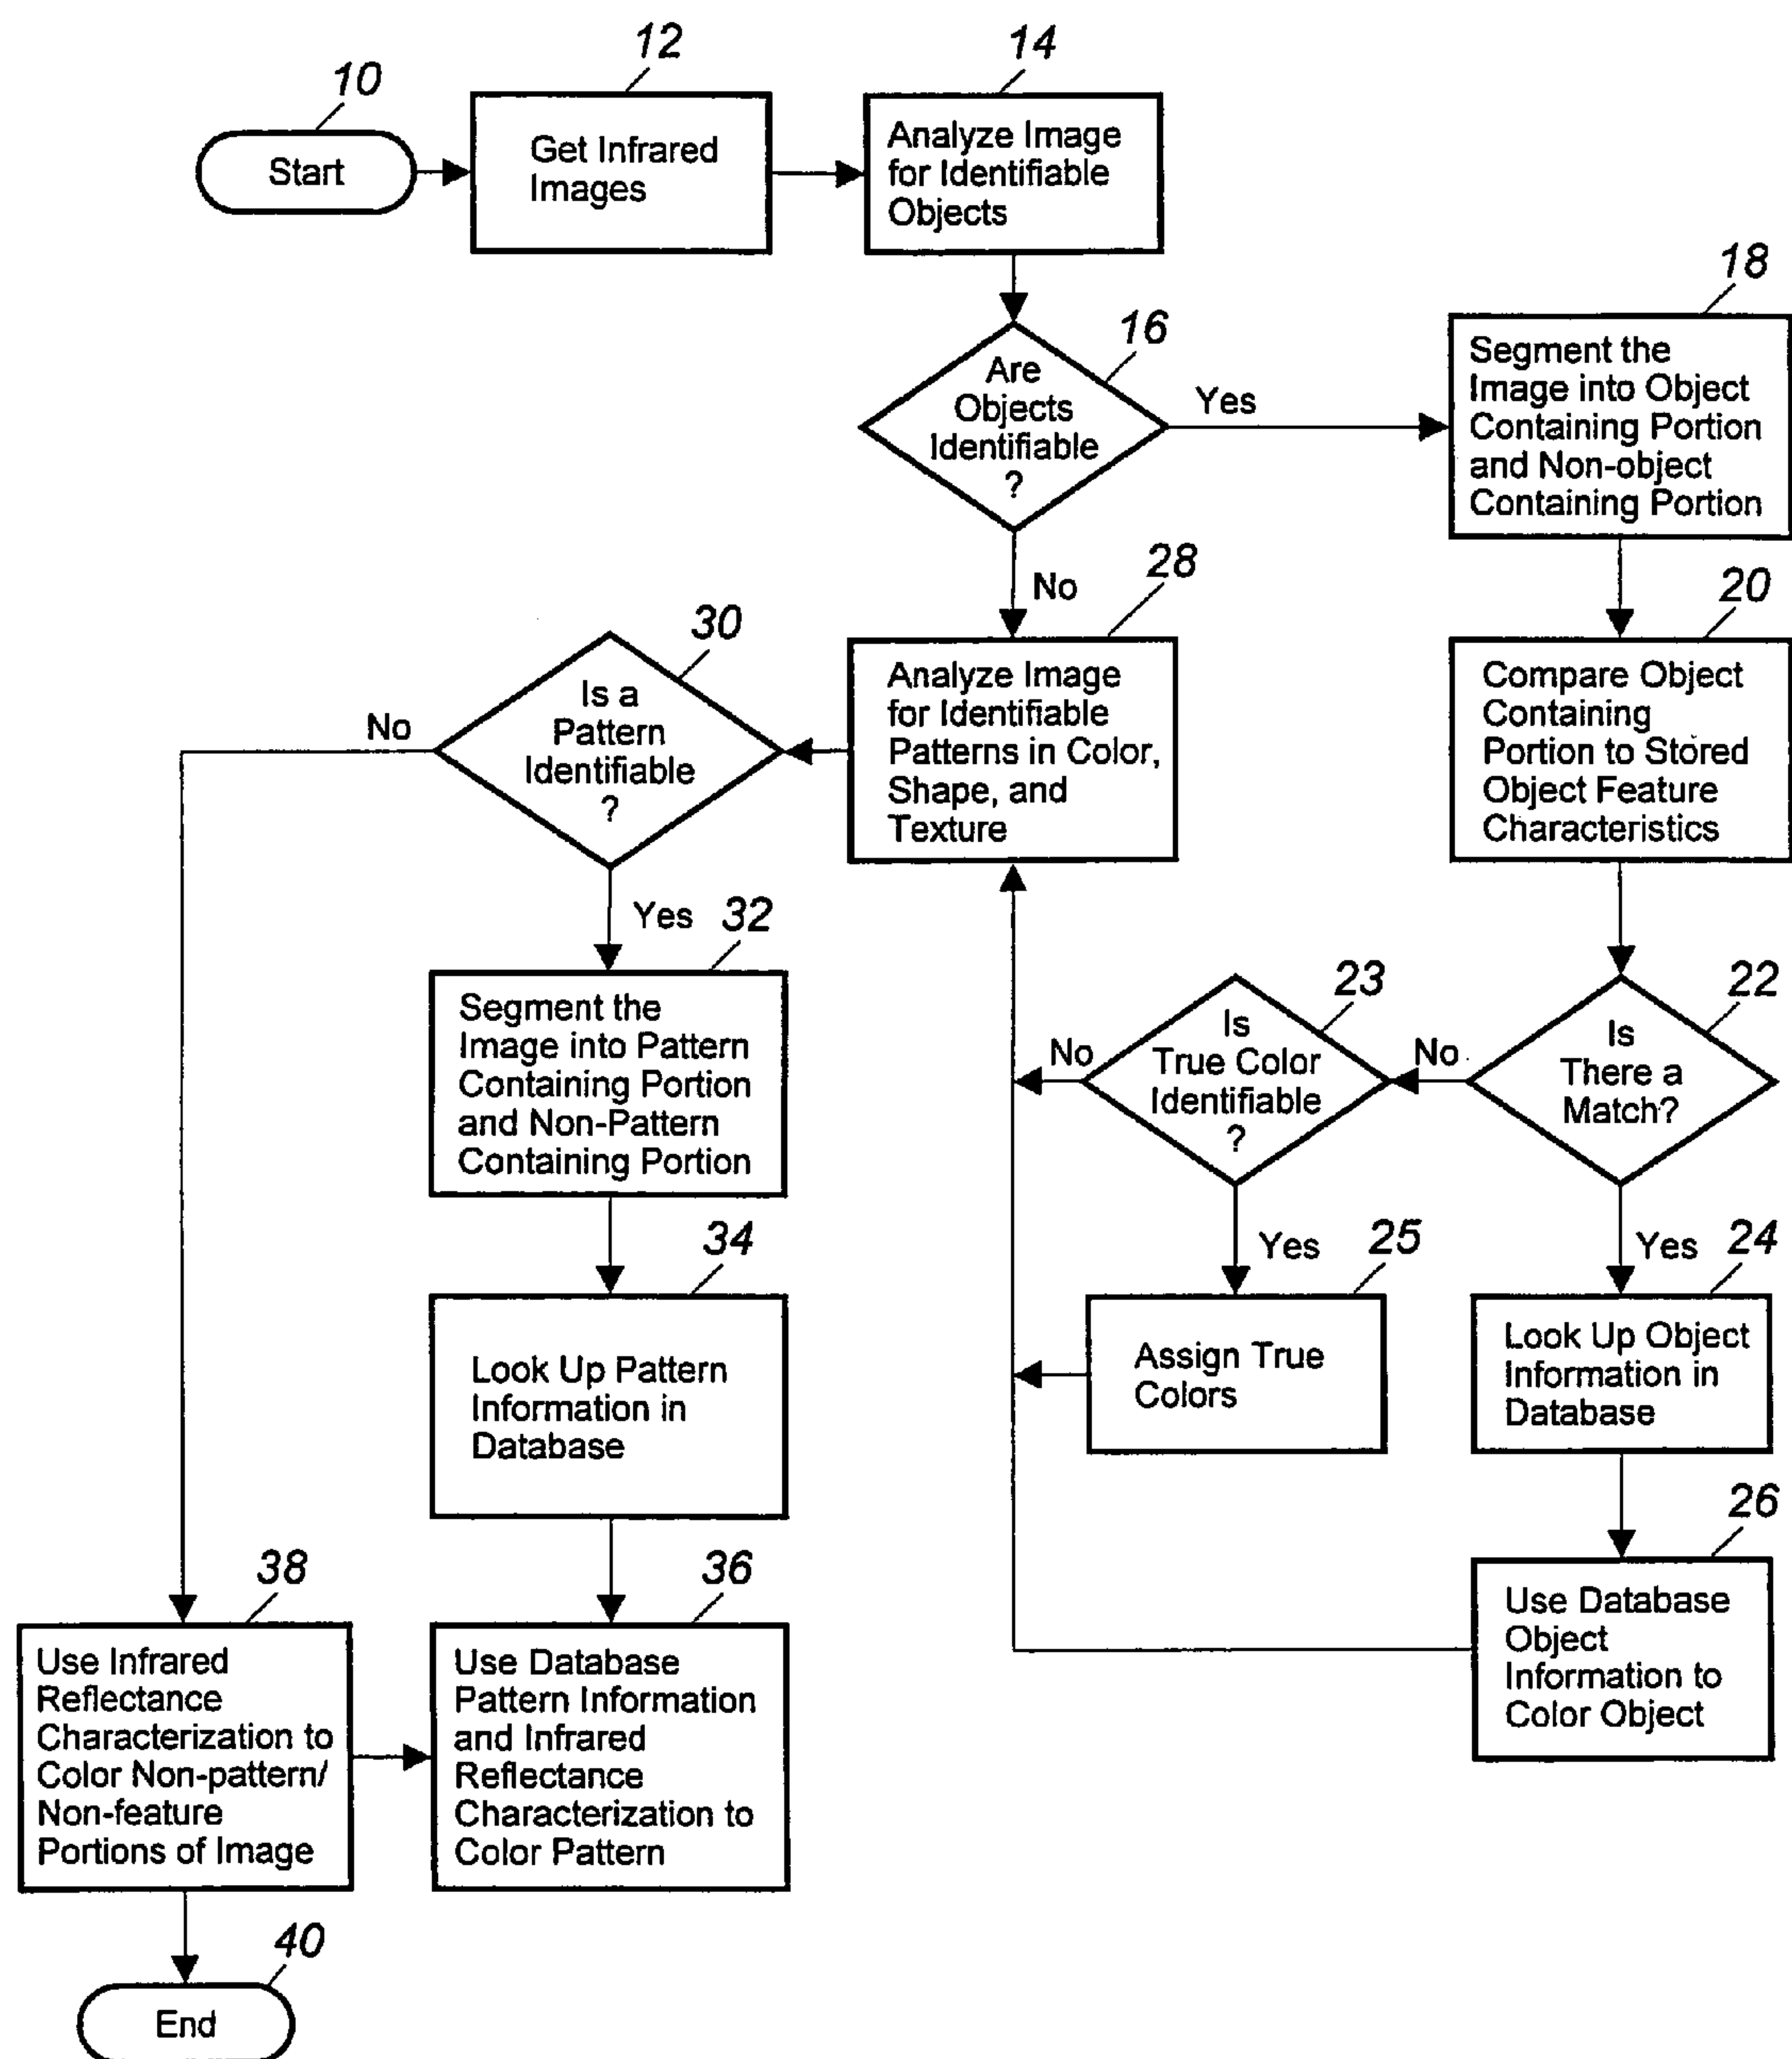 10
Start
12
Get Infrared
Images
14
Analyze Image
for Identifiable
Objects
16
Are
Objects
Identifiable
?
Yes
No
18
Segment the
Image into Object
Containing Portion
and Non-object
Containing Portion
20
Compare Object
Containing
Portion to Stored
Object Feature
Characteristics
22
Is
There a
Match?
No
Yes
23
Is
True Color
Identifiable
?
No
Yes
24
Look Up Object
Information in
Database
25
Assign True
Colors
26
Use Database
Object
Information to
Color Object
28
Analyze Image
for Identifiable
Patterns in Color,
Shape, and
Texture
30
Is a
Pattern
Identifiable
?
No
Yes
32
Segment the
Image into Pattern
Containing Portion
and Non-Pattern
Containing Portion
34
Look Up Pattern
Information in
Database
36
Use Database
Pattern Information
and Infrared
Reflectance
Characterization to
Color Pattern
38
Use Infrared
Reflectance
Characterization to
Color Non-pattern/
Non-feature
Portions of Image
40
End